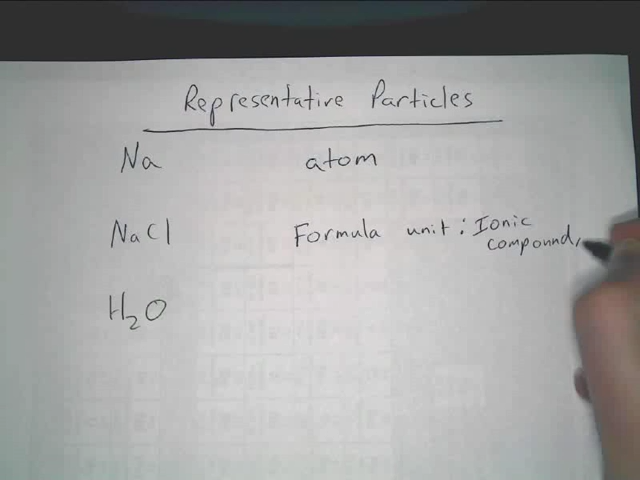 Representative Particles
Na atom
NaCl Formula unit : Ionic
compound,
H₂O